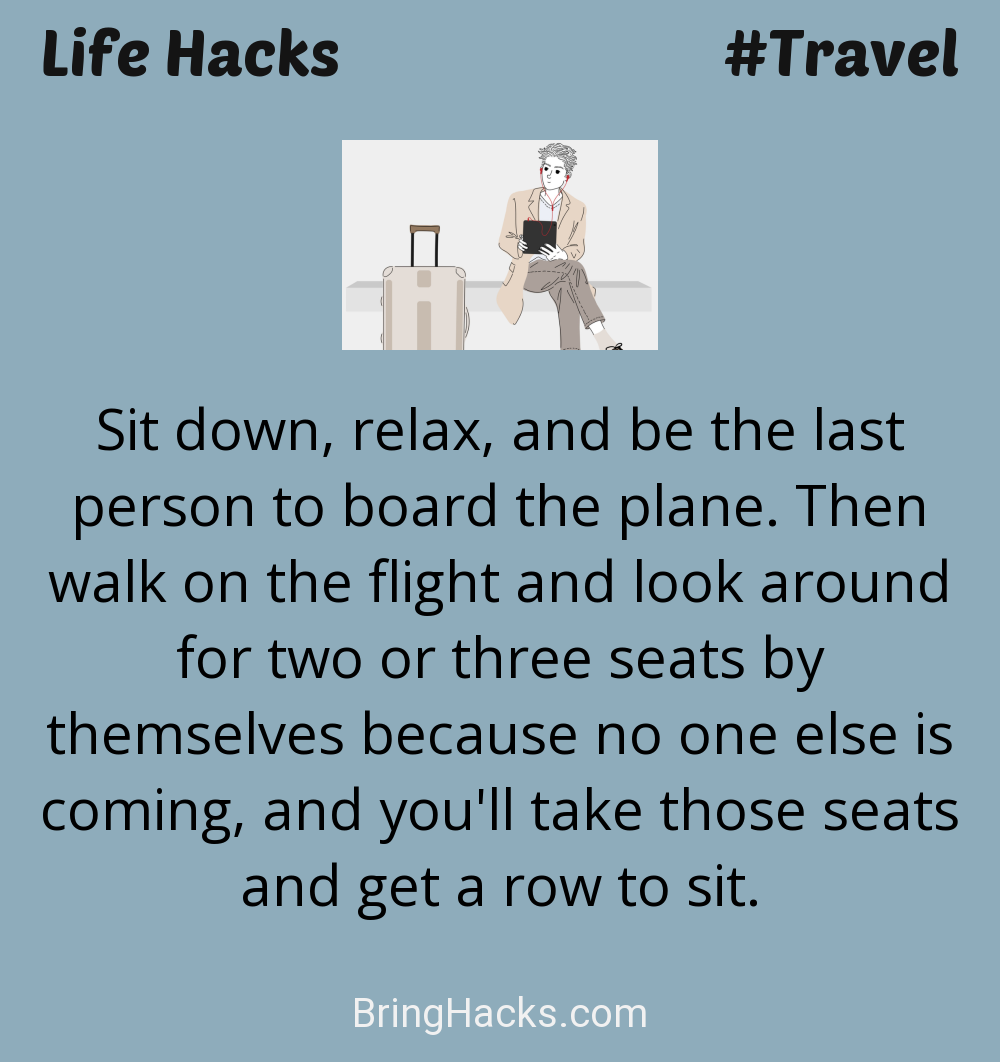 Life Hacks
#Travel
Sit down, relax, and be the last
person to board the plane. Then
walk on the flight and look around
for two or three seats by
themselves because no one else is
coming, and you'll take those seats
and get a row to sit.
BringHacks.com